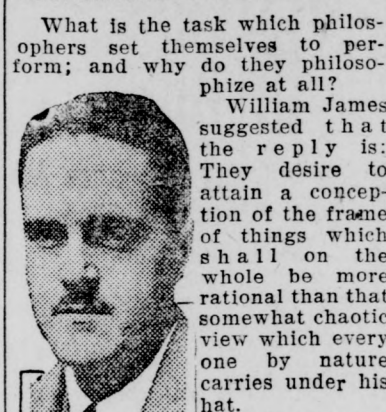 What is the task which philos-
ophers set themselves to per-
form; and why do they philoso-
phize at all?
William James
suggested that
the reply is:
They desire to
attain a concep-
tion of the frame
of things which
shall on the
whole be more
rational than that
somewhat chaotic
view which every
one by nature
carries under his
hat.